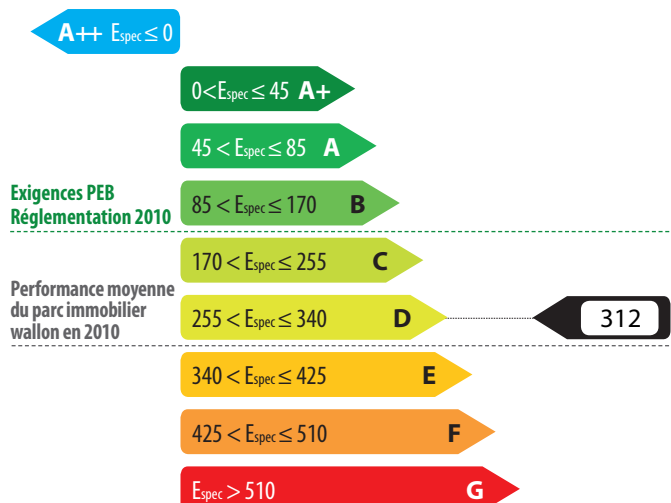 A++ Espec ≤ 0
0<Espec ≤ 45 A+
45 < Espec ≤ 85 A
Exigences PEB
Réglementation 2010
85 < Espec ≤ 170 B
170 < Espec ≤ 255 C
Performance moyenne
du parc immobilier
wallon en 2010
255 < Espec ≤ 340 D
312
340 < Espec ≤ 425 E
425 < Espec ≤ 510 F
Espec > 510 G